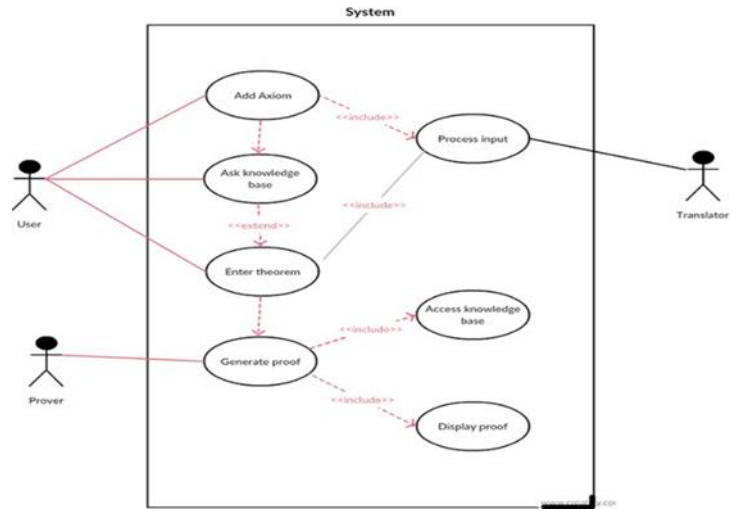 System
Add Axiom
<<include>>
Process input
Ask knowledge
base
<<include>>
User
Translator
<<extend>>
Enter theorem
Access knowledge
base
<<include>>
Generate proof
Prover
<<include>>
Display proof